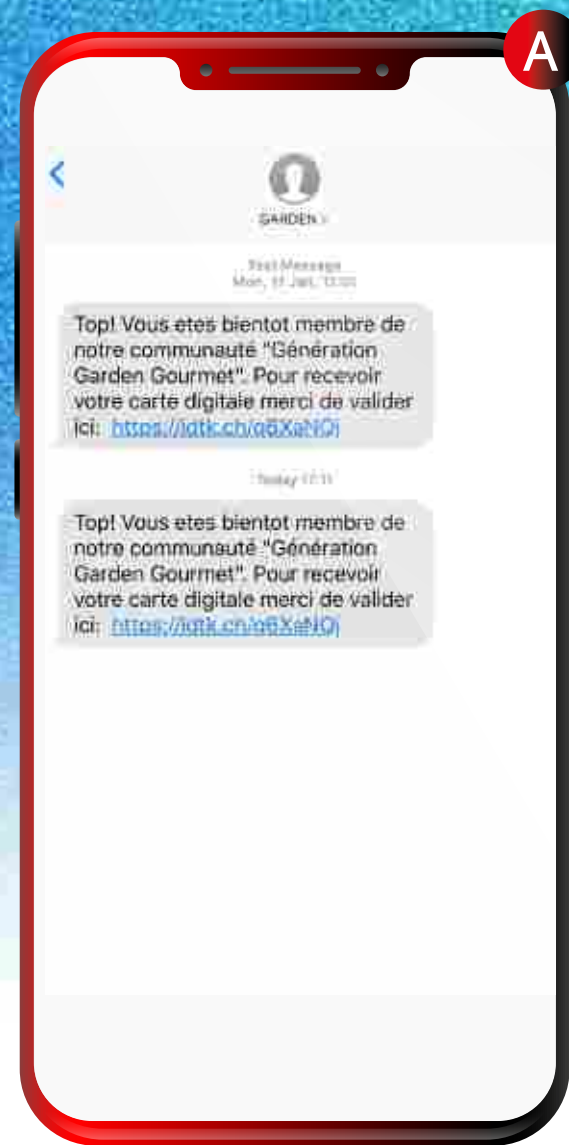 A
GARDEN >
Text Message
Top! Vous etes bientot membre de
notre communauté "Génération
Garden Gourmet". Pour recevoir
votre carte digitale merci de valider
ici:
Today 17:11
Top! Vous etes bientot membre de
notre communauté "Génération
Garden Gourmet". Pour recevoir
votre carte digitale merci de valider
ici: